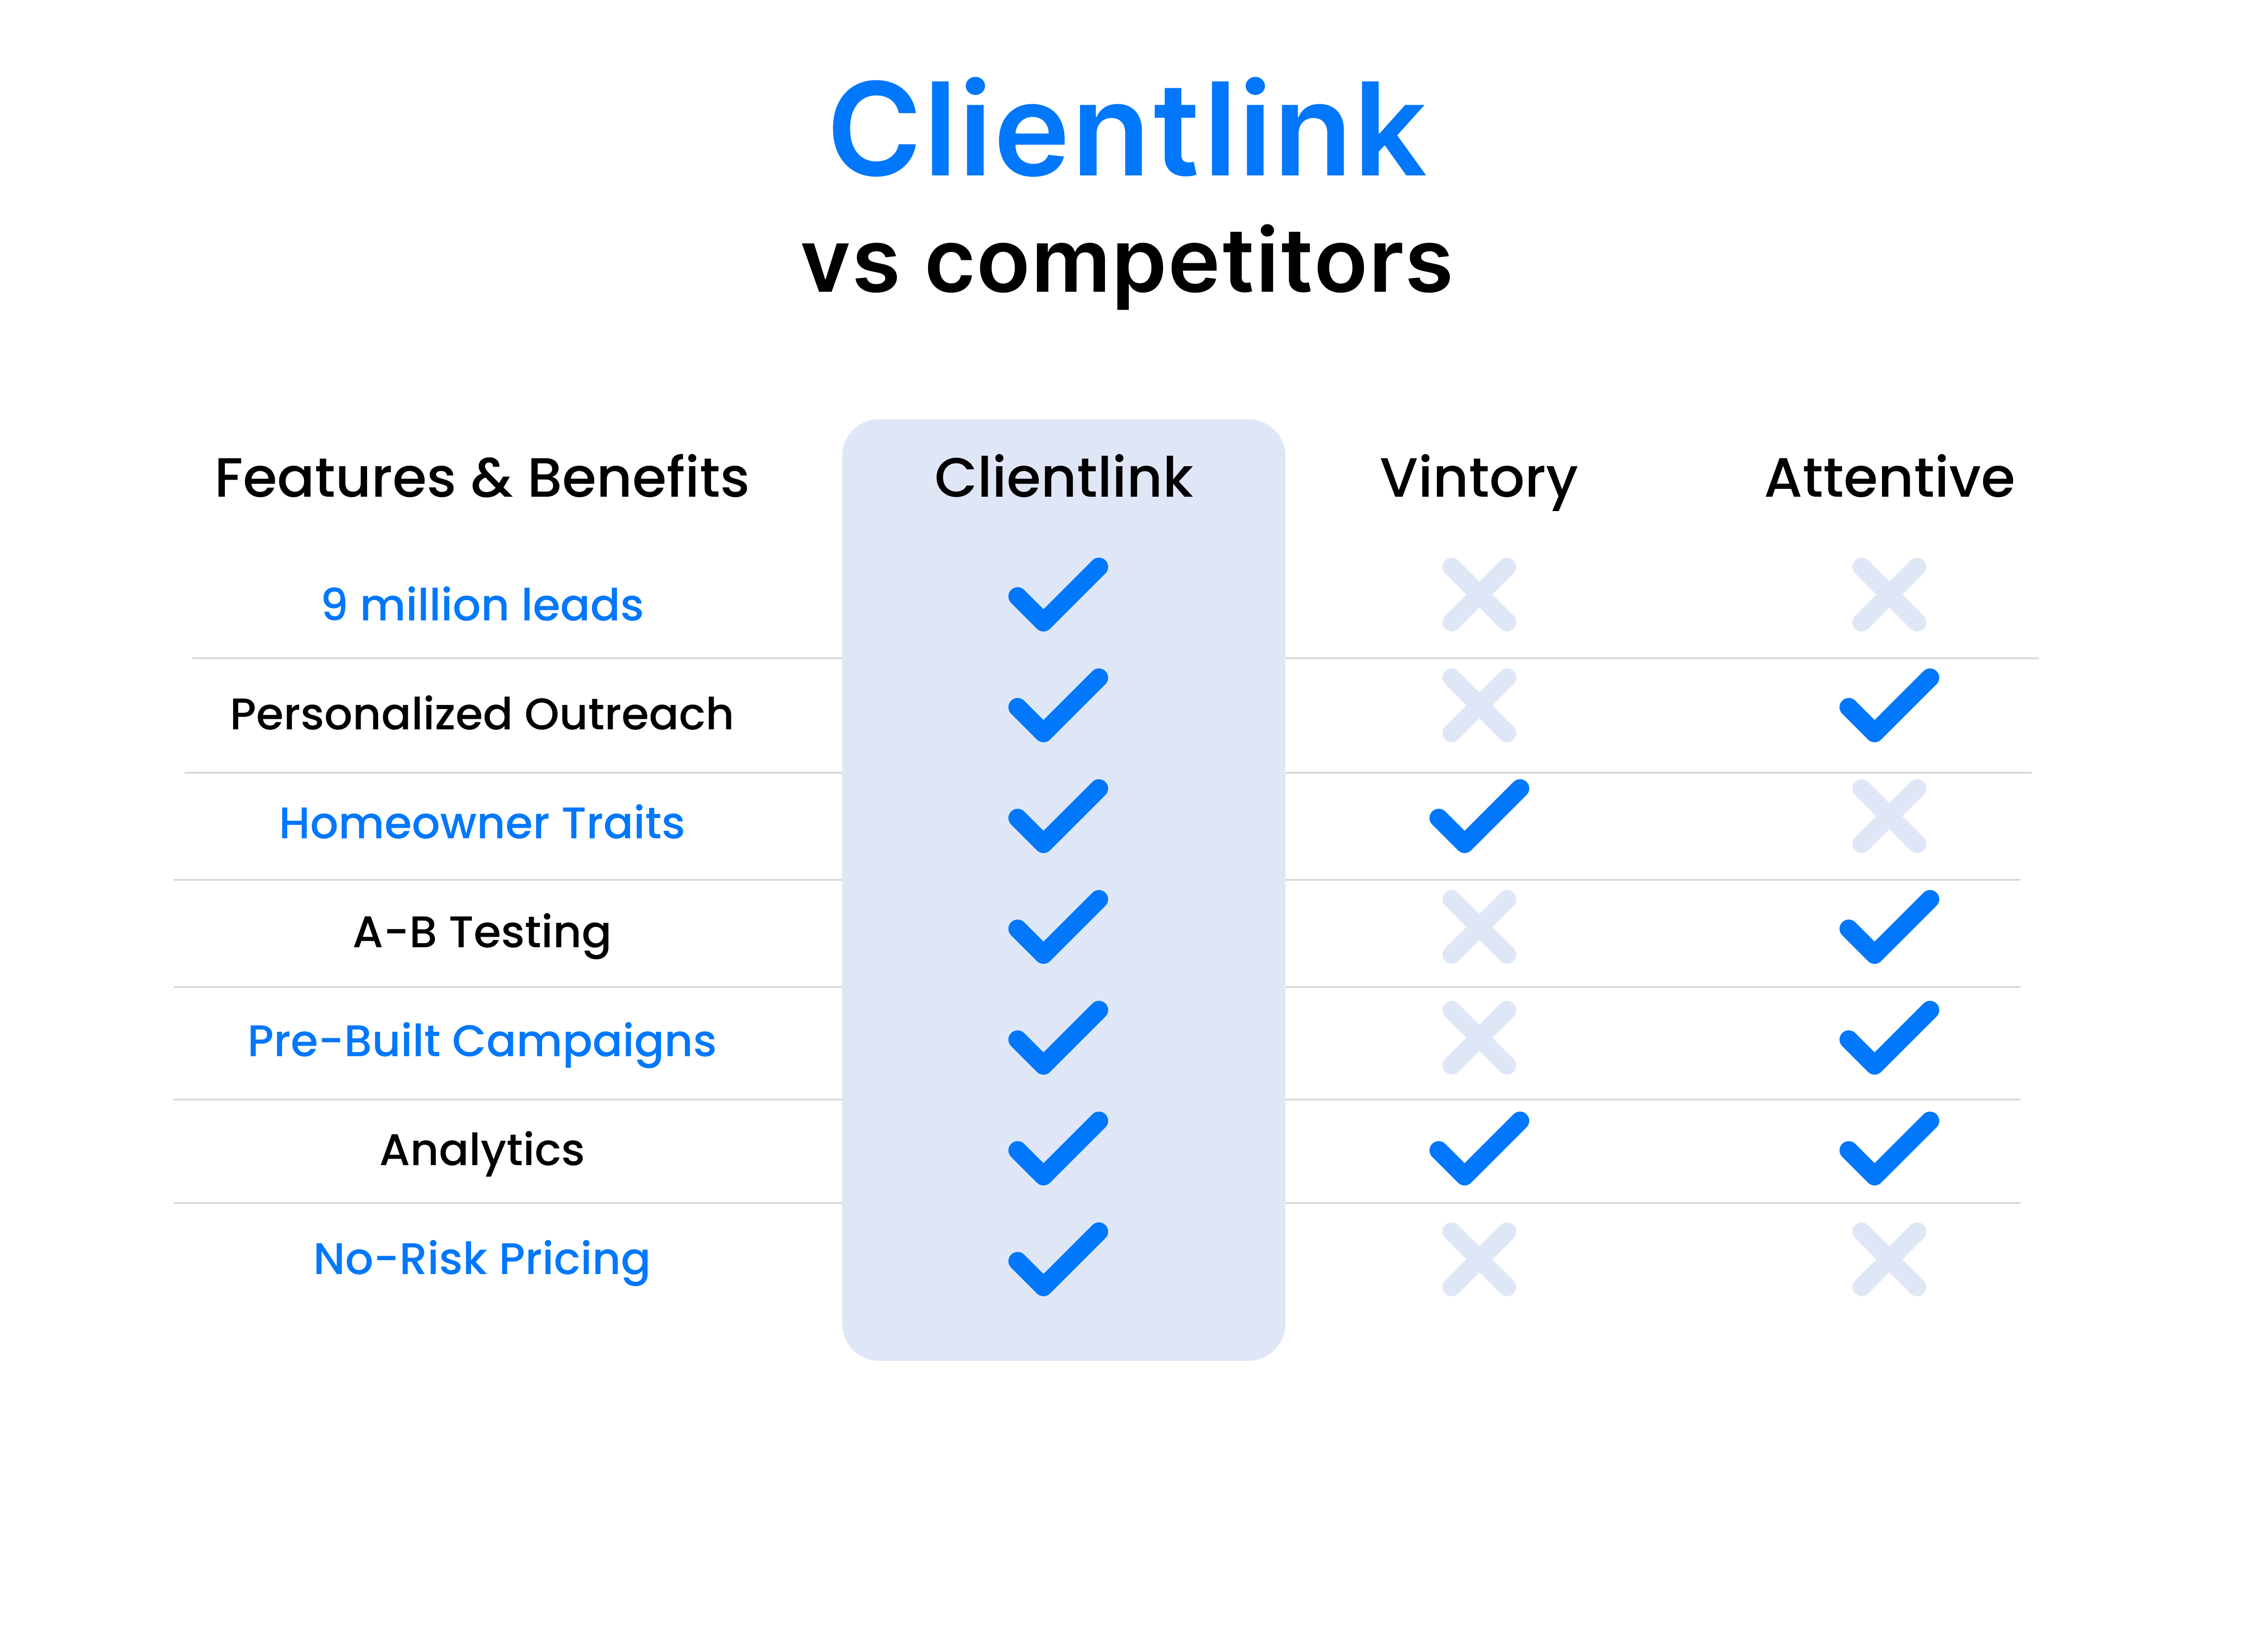 Clientlink
vs competitors
Features & Benefits Clientlink Vintory Attentive
9 million leads
Personalized Outreach
Homeowner Traits
A-B Testing
Pre-Built Campaigns
Analytics
No-Risk Pricing